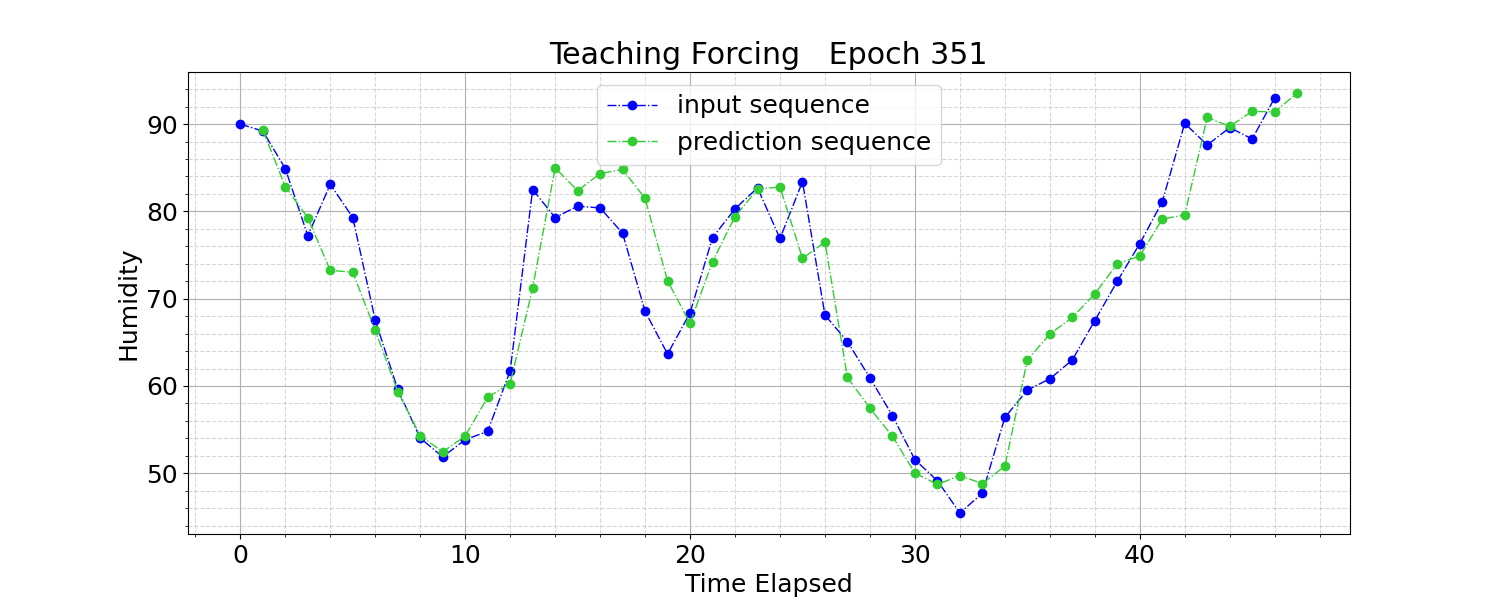 Teaching Forcing   Epoch 351
input sequence
prediction sequence
90
80
70
60
50
Humidity
0 10 20 30 40
Time Elapsed